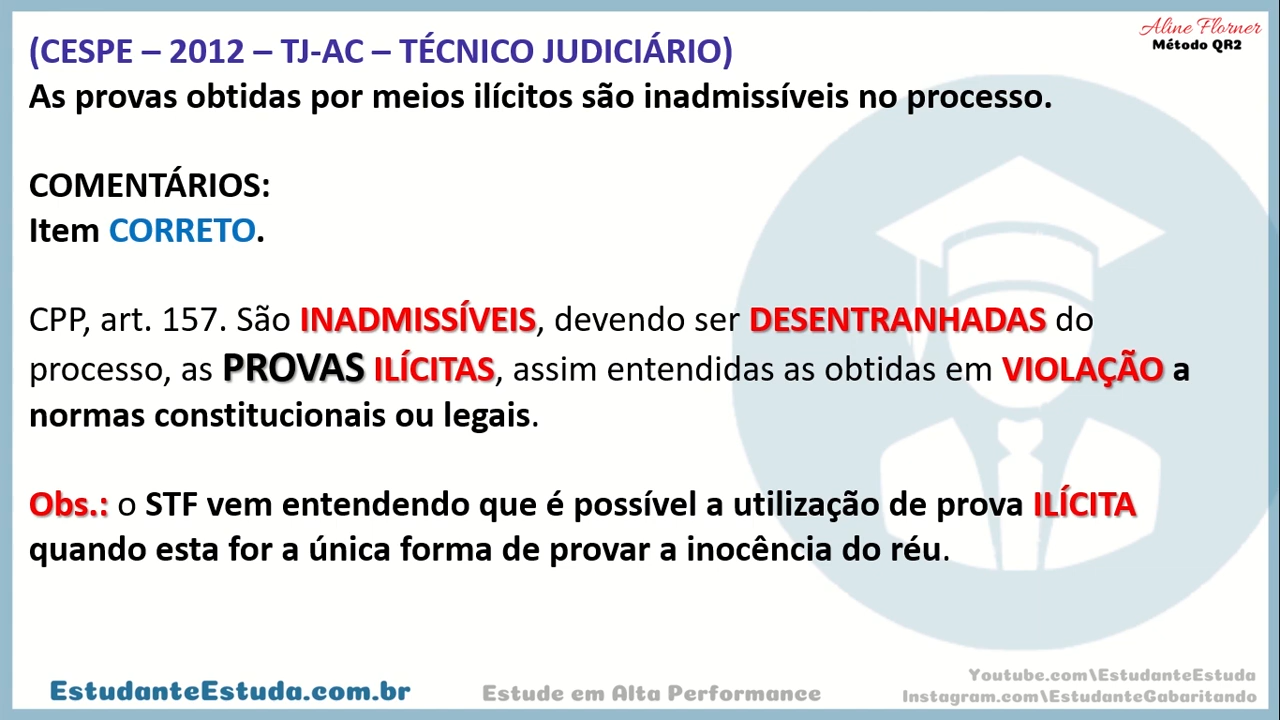 Aline Florner
Método QR2
(CESPE – 2012 – TJ-AC – TÉCNICO JUDICIÁRIO)
As provas obtidas por meios ilícitos são inadmissíveis no processo.
COMENTÁRIOS:
Item CORRETO.
CPP, art. 157. São INADMISSÍVEIS, devendo ser DESENTRANHADAS do
processo, as PROVAS ILÍCITAS, assim entendidas as obtidas em VIOLAÇÃO a
normas constitucionais ou legais.
Obs.: o STF vem entendendo que é possível a utilização de prova ILÍCITA
quando esta for a única forma de provar a inocência do réu.
EstudanteEstuda.com.br
Estude em Alta Performance
Youtube.com\EstudanteEstuda
Instagram.com\EstudanteGabaritando